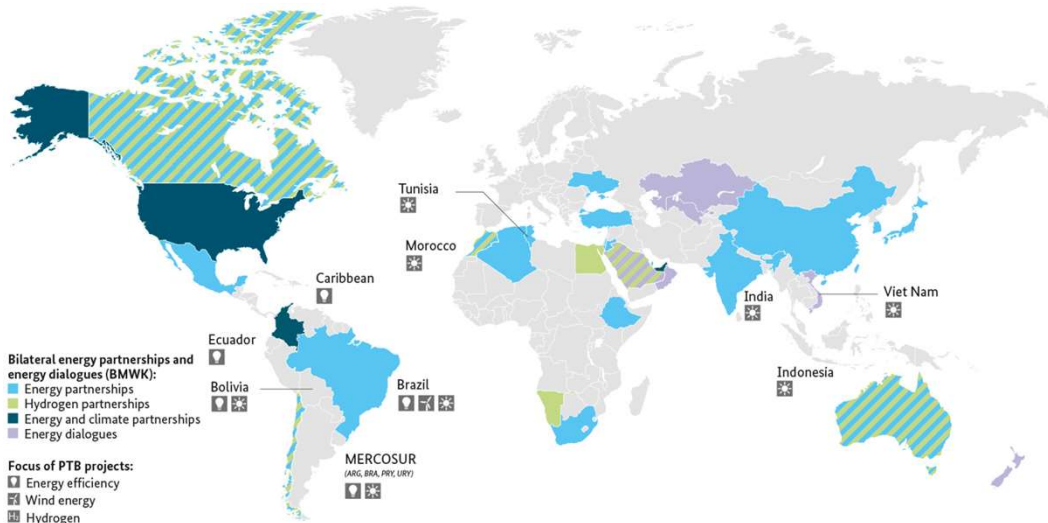 Tunisia
Morocco
Caribbean
India
Viet Nam
Ecuador
Bolivia
Brazil
Indonesia
MERCOSUR
(ARG, BRA, PRY, URY)
Bilateral energy partnerships and
energy dialogues (BMWK):
Energy partnerships
Hydrogen partnerships
Energy and climate partnerships
Energy dialogues
Focus of PTB projects:
Energy efficiency
Wind energy
H₂ Hydrogen